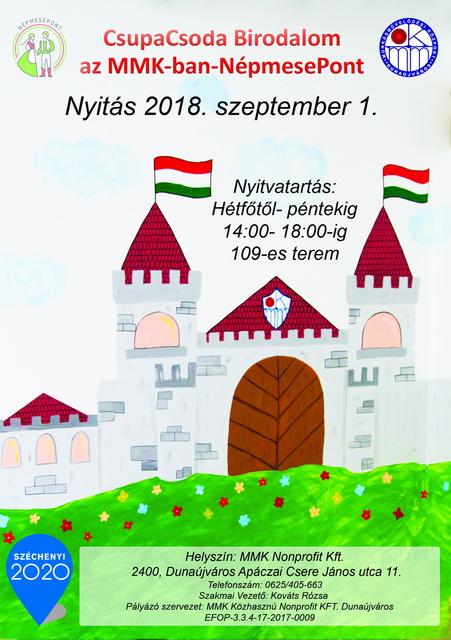 NÉPMESEPONT
CsupaCsoda Birodalom
az MMK-ban-NépmesePont
Nyitás 2018. szeptember 1.
Nyitvatartás:
Hétfőtől- péntekig
14:00- 18:00-ig
109-es terem
SZÉCHENYI
2020
Helyszín: MMK Nonprofit Kft.
2400, Dunaújváros Apáczai Csere János utca 11.
Telefonszám: 0625/405-663
Szakmai Vezető: Kováts Rózsa
Pályázó szervezet: MMK Közhasznú Nonprofit KFT. Dunaújváros
EFOP-3.3.4-17-2017-0009